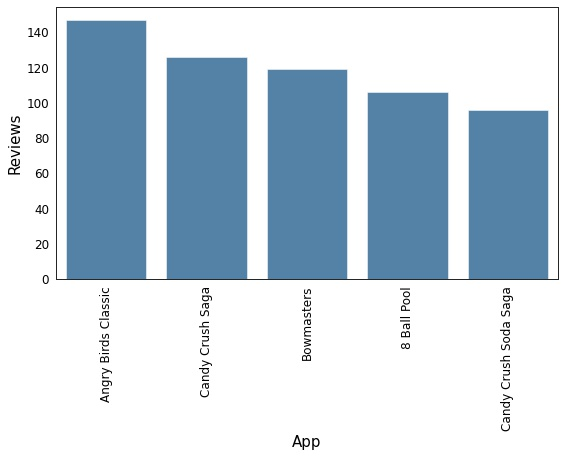 Reviews
140
120
100
80
60
40
20
0
Angry Birds Classic
Candy Crush Saga
Bowmasters
8 Ball Pool
Candy Crush Soda Saga
App